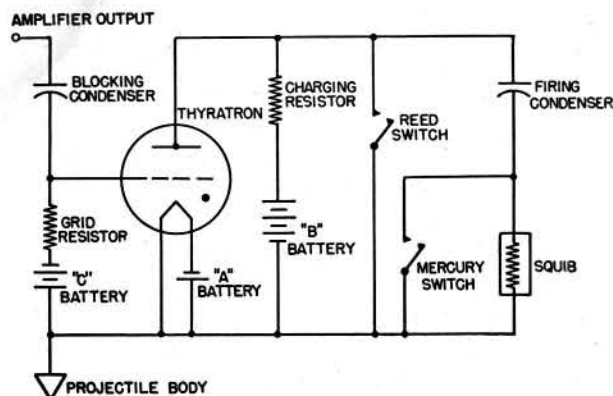 AMPLIFIER OUTPUT
BLOCKING
CONDENSER
THYRATRON
CHARGING
RESISTOR
REED
SWITCH
FIRING
CONDENSER
GRID
RESISTOR
"C"
BATTERY
"A"
BATTERY
"B"
BATTERY
MERCURY
SWITCH
SQUIB
PROJECTILE BODY